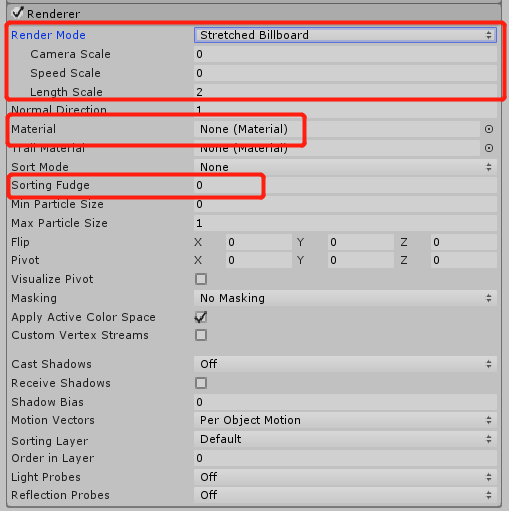 Renderer
Render Mode Stretched Billboard
Camera Scale 0
Speed Scale 0
Length Scale 2
Normal Direction 1
Material None (Material)
Trail Material None (Material)
Sort Mode None
Sorting Fudge 0
Min Particle Size 0
Max Particle Size 1
Flip X 0 Y 0 Z 0
Pivot X 0 Y 0 Z 0
Visualize Pivot
Masking No Masking
Apply Active Color Space
Custom Vertex Streams
Cast Shadows Off
Receive Shadows
Shadow Bias 0
Motion Vectors Per Object Motion
Sorting Layer Default
Order in Layer 0
Light Probes Off
Reflection Probes Off